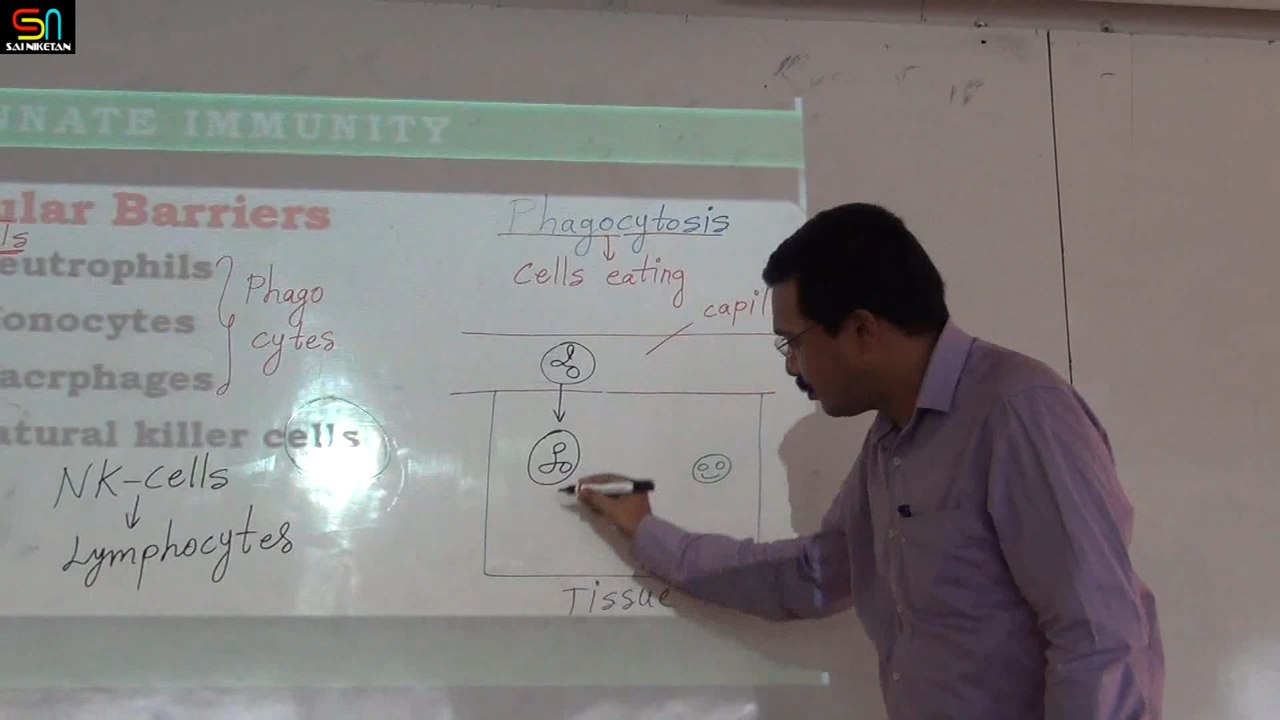 SN
SAI NIKETAN
NNATE IMMUNITY
ular Barriers
ls
eutrophils
onocytes
acrphages
atural killer cells
Phago
cytes
NK-cells
Lymphocytes
Phagocytosis
Cells eating
capil
Tissue